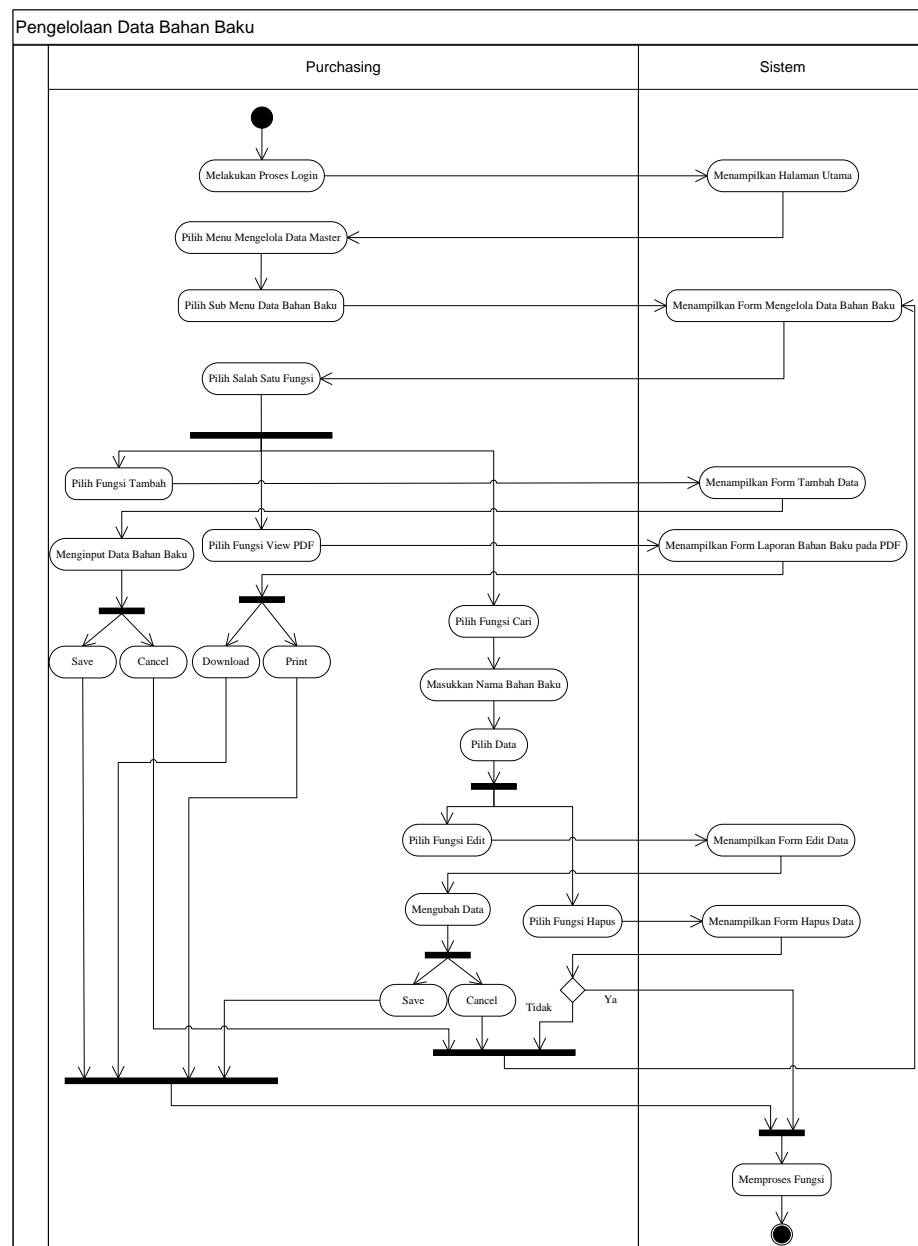 Pengelolaan Data Bahan Baku
Purchasing
Sistem
Melakukan Proses Login
Menampilkan Halaman Utama
Pilih Menu Mengelola Data Master
Pilih Sub Menu Data Bahan Baku
Menampilkan Form Mengelola Data Bahan Baku
Pilih Salah Satu Fungsi
Pilih Fungsi Tambah
Menampilkan Form Tambah Data
Menginput Data Bahan Baku
Pilih Fungsi View PDF
Menampilkan Form Laporan Bahan Baku pada PDF
Pilih Fungsi Cari
Save
Cancel
Download
Print
Masukkan Nama Bahan Baku
Pilih Data
Pilih Fungsi Edit
Menampilkan Form Edit Data
Mengubah Data
Pilih Fungsi Hapus
Menampilkan Form Hapus Data
Save
Cancel
Tidak
Ya
Memproses Fungsi